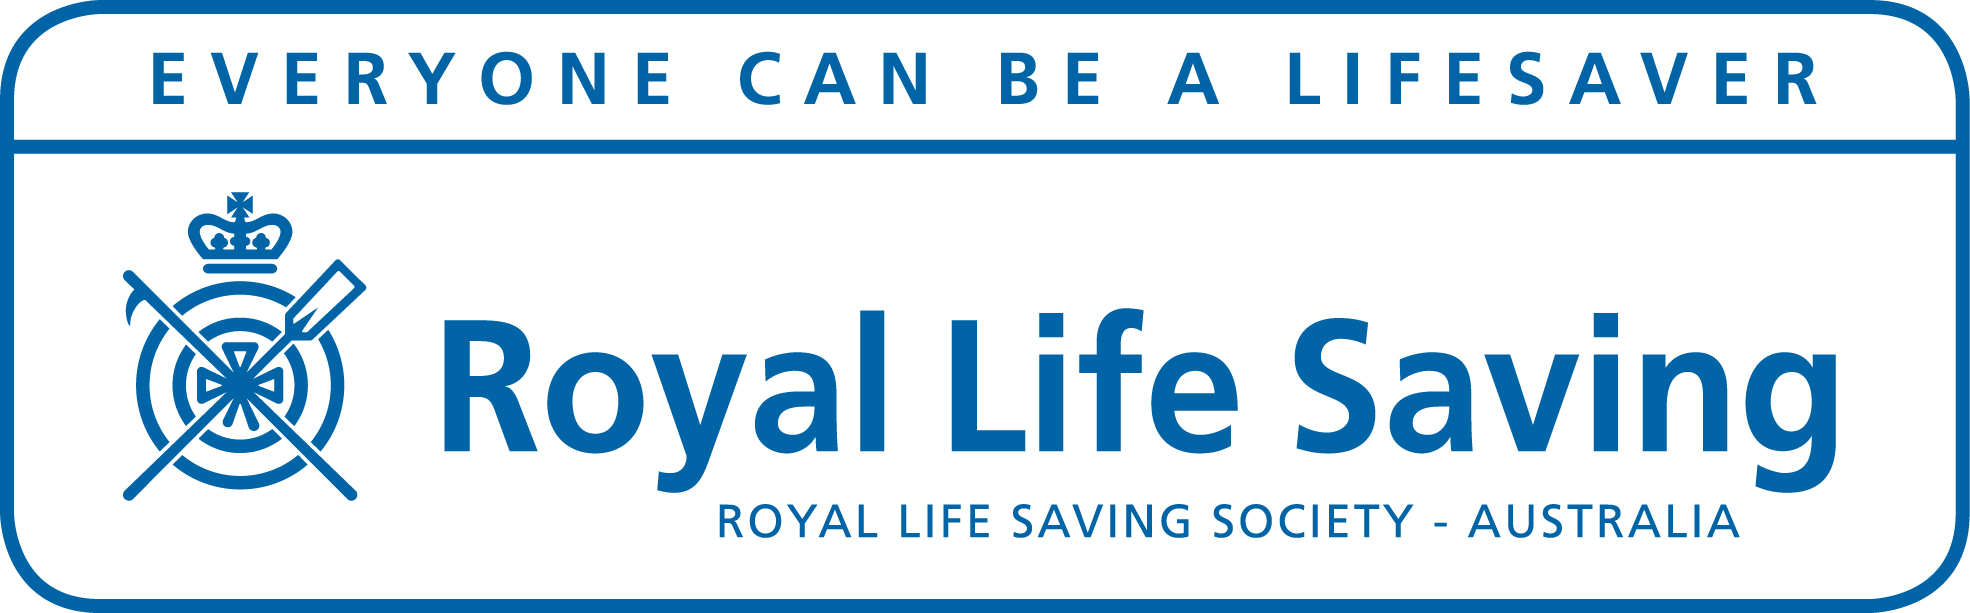 EVERYONE CAN BE A LIFESAVER
Royal Life Saving
ROYAL LIFE SAVING SOCIETY - AUSTRALIA